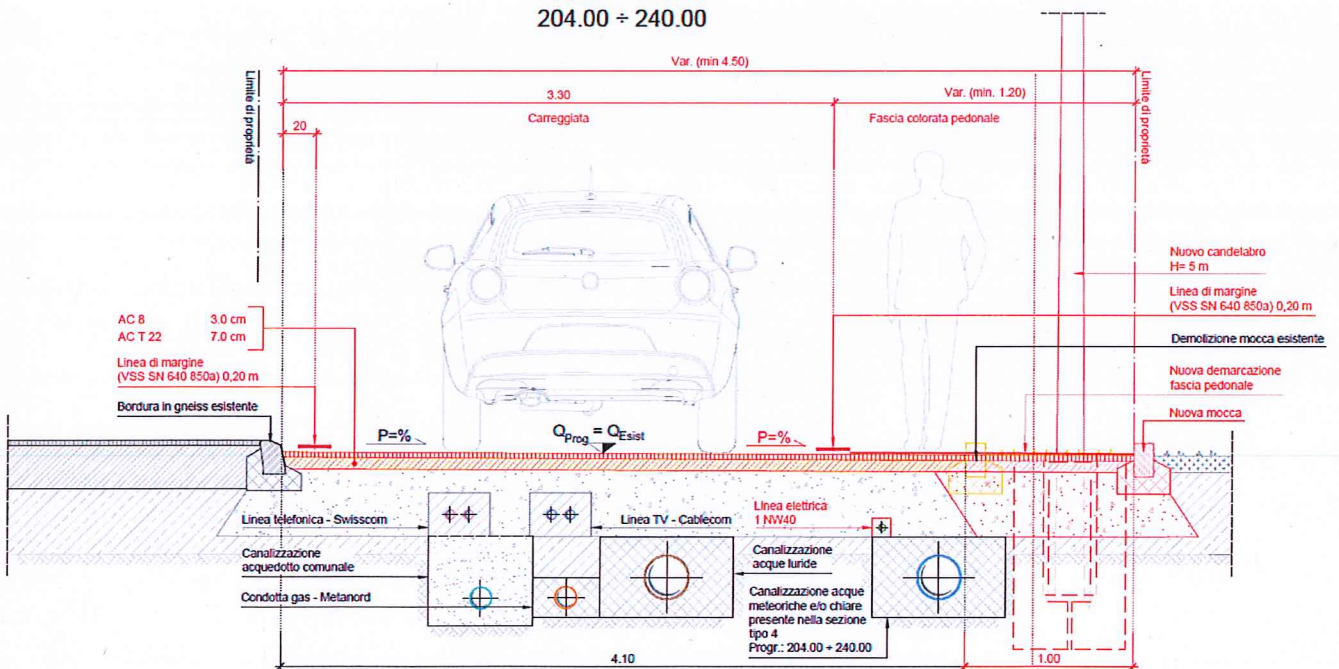 204.00 ÷ 240.00
Var. (min 4.50)
Limite di proprietà
3.30
Var. (min. 1.20)
Limite di proprietà
20
Carreggiata
Fascia colorata pedonale
Nuovo candelabro
H= 5 m
Linea di margine
(VSS SN 640 850a) 0,20 m
AC 8 3.0 cm
AC T 22 7.0 cm
Demolizione mocca esistente
Linea di margine
(VSS SN 640 850a) 0,20 m
Nuova demarcazione
fascia pedonale
Bordura in gneiss esistente
Nuova mocca
P=%
QProg = QEsist
P=%
Linea telefonica - Swisscom
Linea TV - Cablecom
Linea elettrica
1 NW40
Canalizzazione
acquedotto comunale
Canalizzazione
acque luride
Condotta gas - Metanord
Canalizzazione acque
meteoriche e/o chiare
presente nella sezione
tipo 4
Progr.: 204.00 ÷ 240.00
4.10
1.00